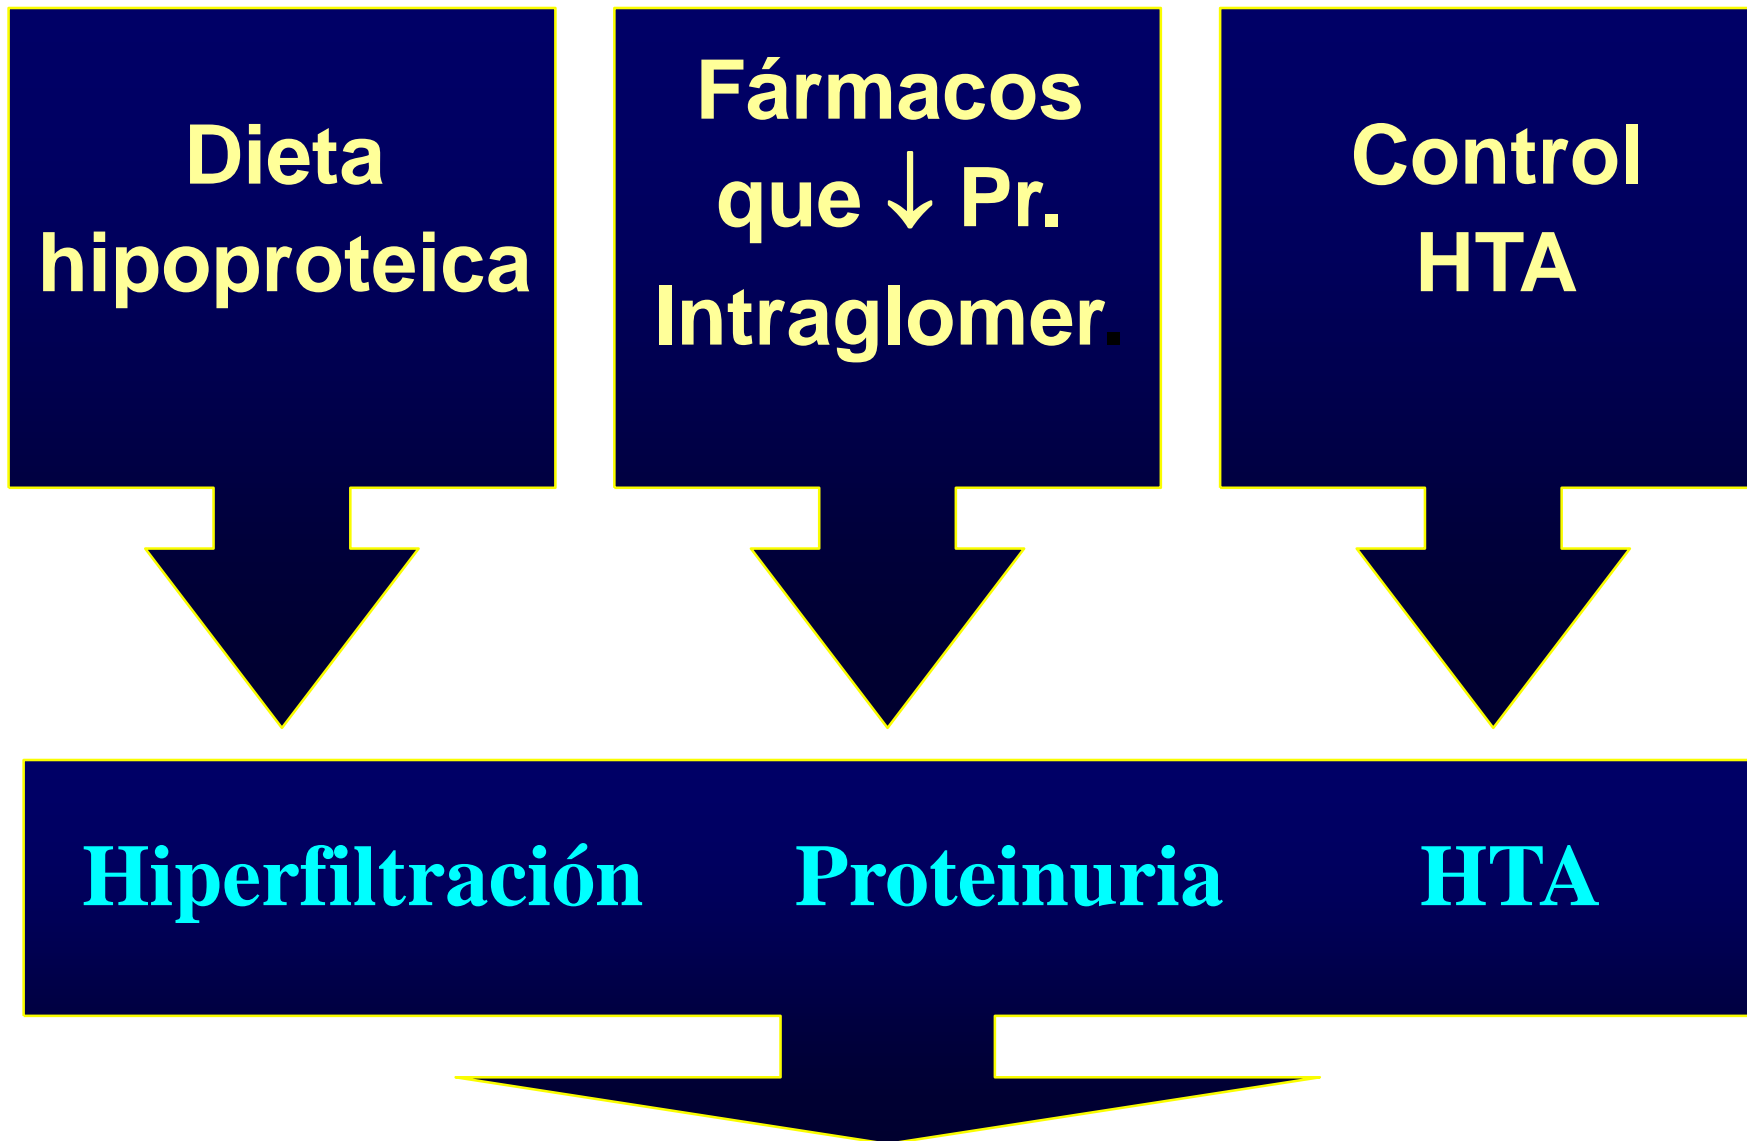 Dieta
hipoproteica
Fármacos
que ↓ Pr.
Intraglomer.
Control
HTA
Hiperfiltración Proteinuria HTA